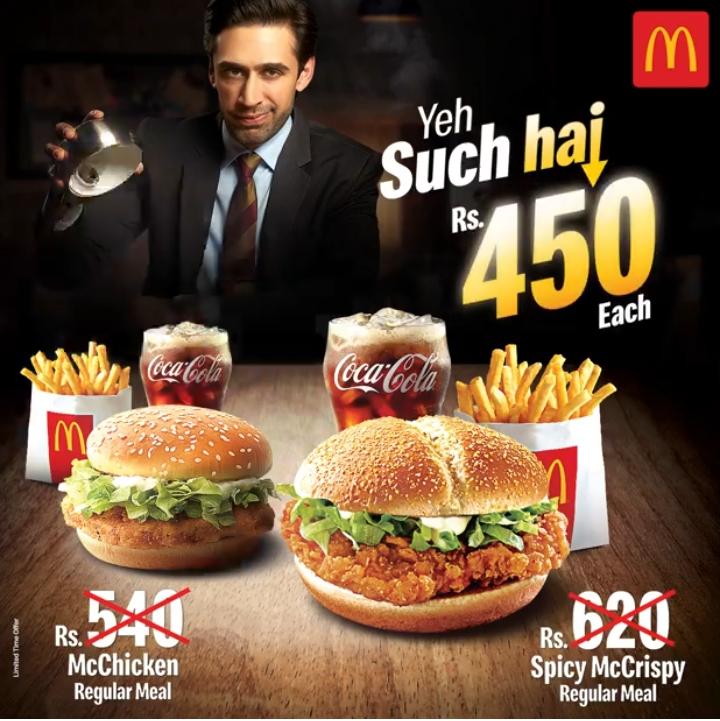 Yeh
Such hai
Rs. 450
Each
Coca-Cola
Coca-Cola
Rs. 540
McChicken
Regular Meal
Rs. 620
Spicy McCrispy
Regular Meal
Limited Time Offer